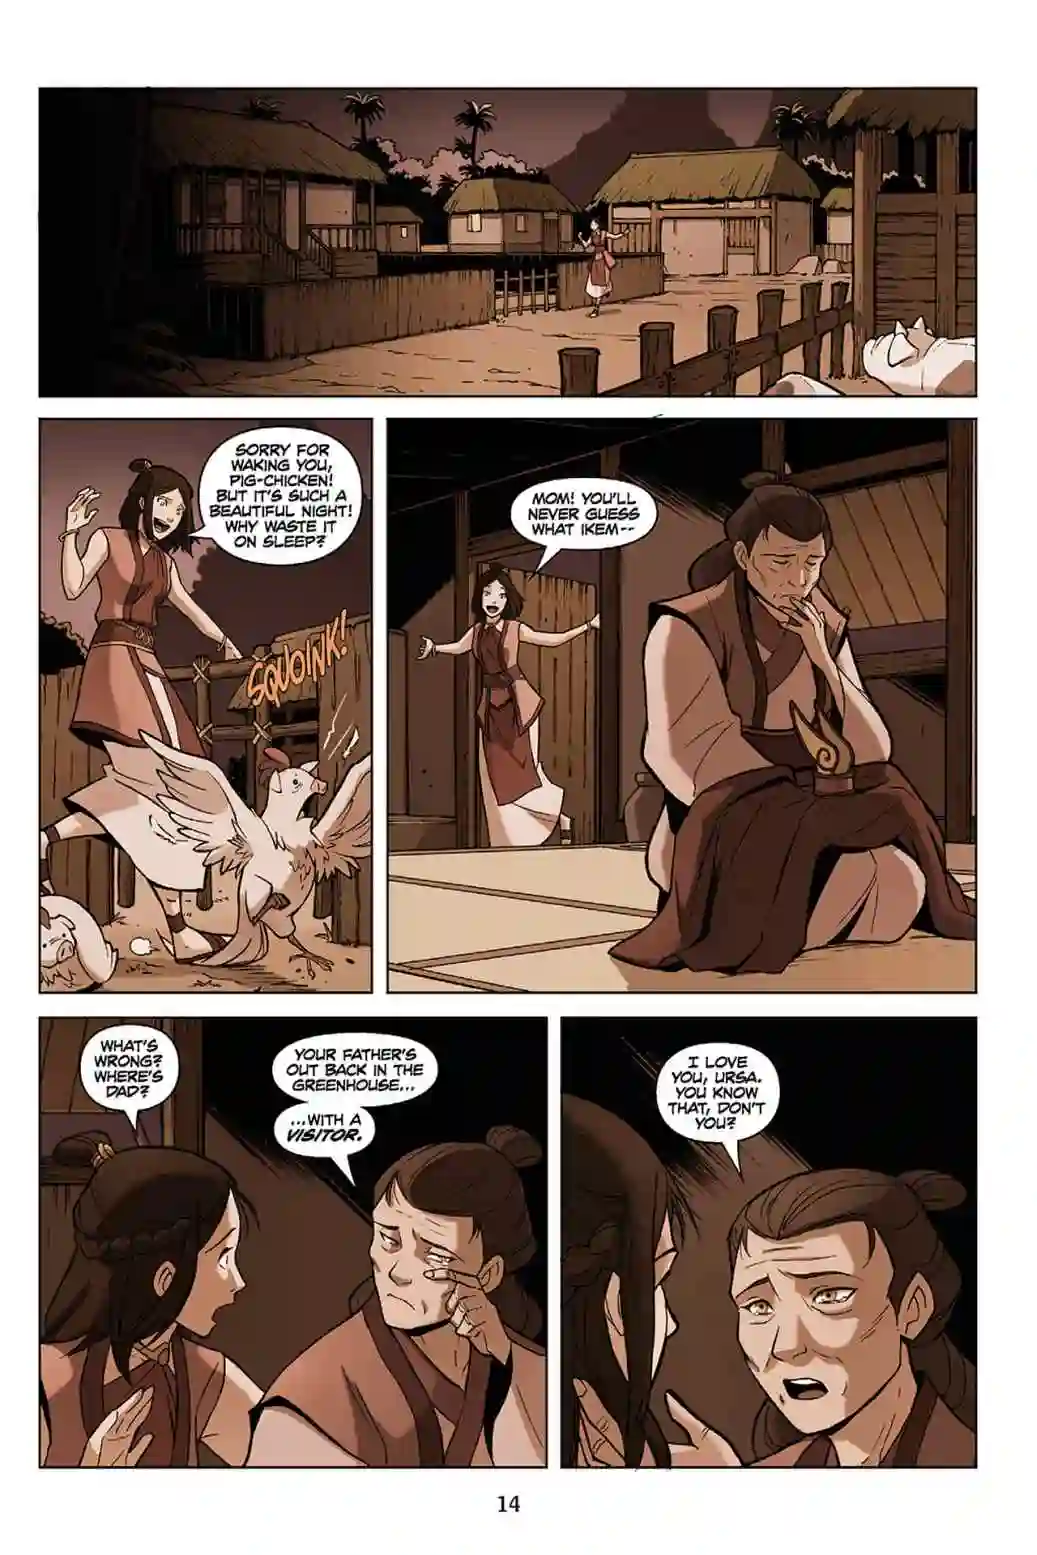 SORRY FOR
WAKING YOU,
PIG-CHICKEN!
BUT IT'S SUCH A
BEAUTIFUL NIGHT!
WHY WASTE IT
ON SLEEP?
SQUOINK!
MOM! YOU'LL
NEVER GUESS
WHAT IKEM--
WHAT'S
WRONG?
WHERE'S
DAD?
YOUR FATHER'S
OUT BACK IN THE
GREENHOUSE...
...WITH A
VISITOR.
I LOVE
YOU, URSA.
YOU KNOW
THAT, DON'T
YOU?
14